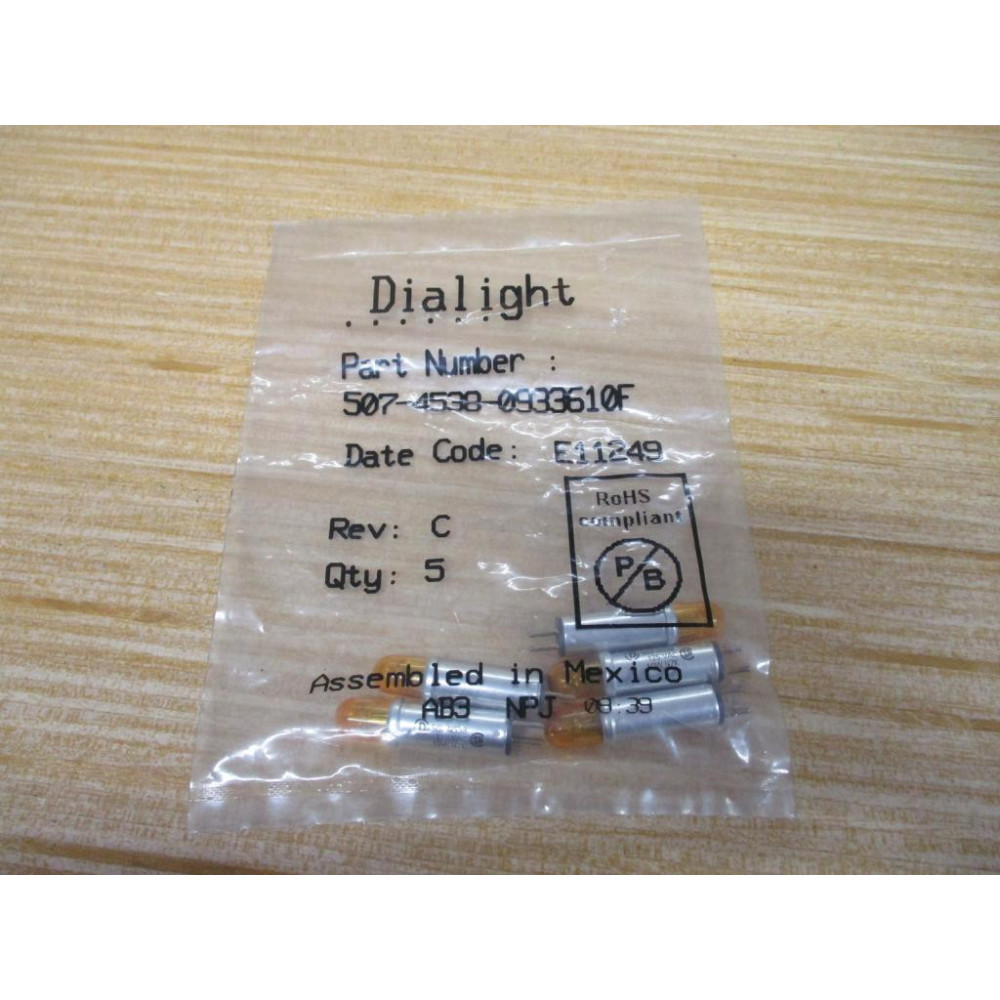 Dialight
Part Number :
507-4538-0933610F
Date Code: E11249
RoHS
compliant
P/B
Rev: C
Qty: 5
Assembled in Mexico
AB3 NPJ 08:39